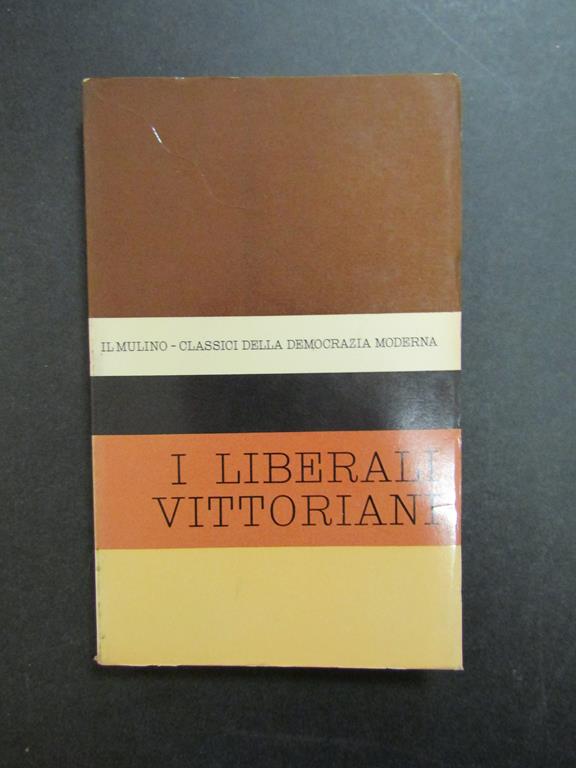 IL MULINO - CLASSICI DELLA DEMOCRAZIA MODERNA
I LIBERALI
VITTORIANI